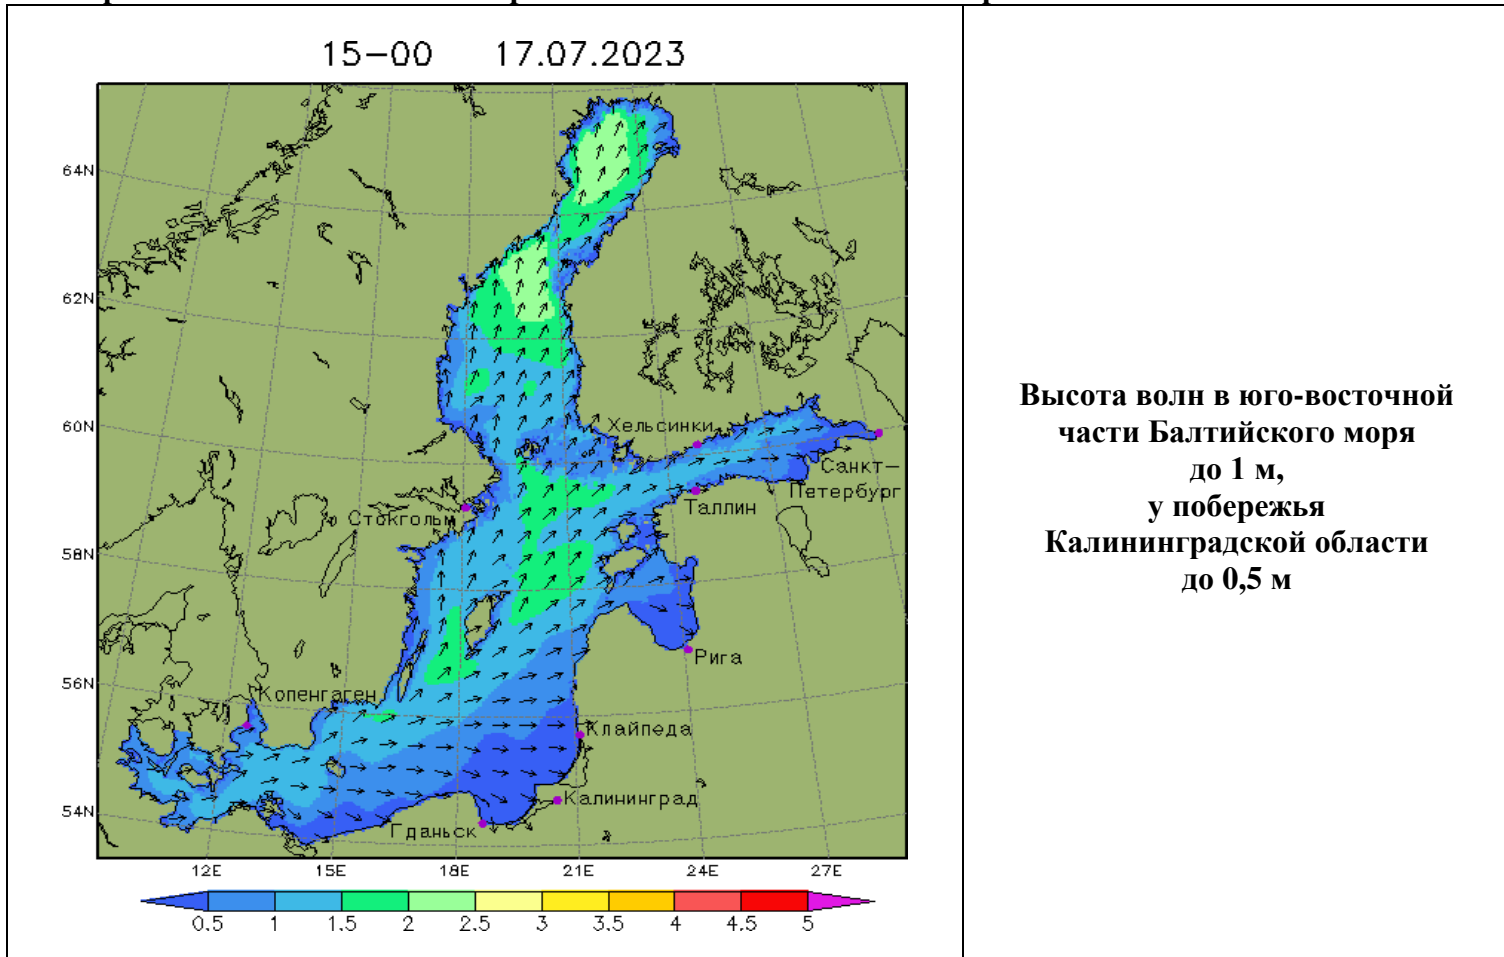 15-00 17.07.2023
64N
62N
60N
58N
56N
54N
Хельсинки
Санкт-
Петербург
Таллин
Стокгольм
Рига
Копенгаген
Клайпеда
Калининград
Гданьск
12E 15E 18E 21E 24E 27E
0.5 1 1.5 2 2.5 3 3.5 4 4.5 5
Высота волн в юго-восточной
части Балтийского моря
до 1 м,
у побережья
Калининградской области
до 0,5 м